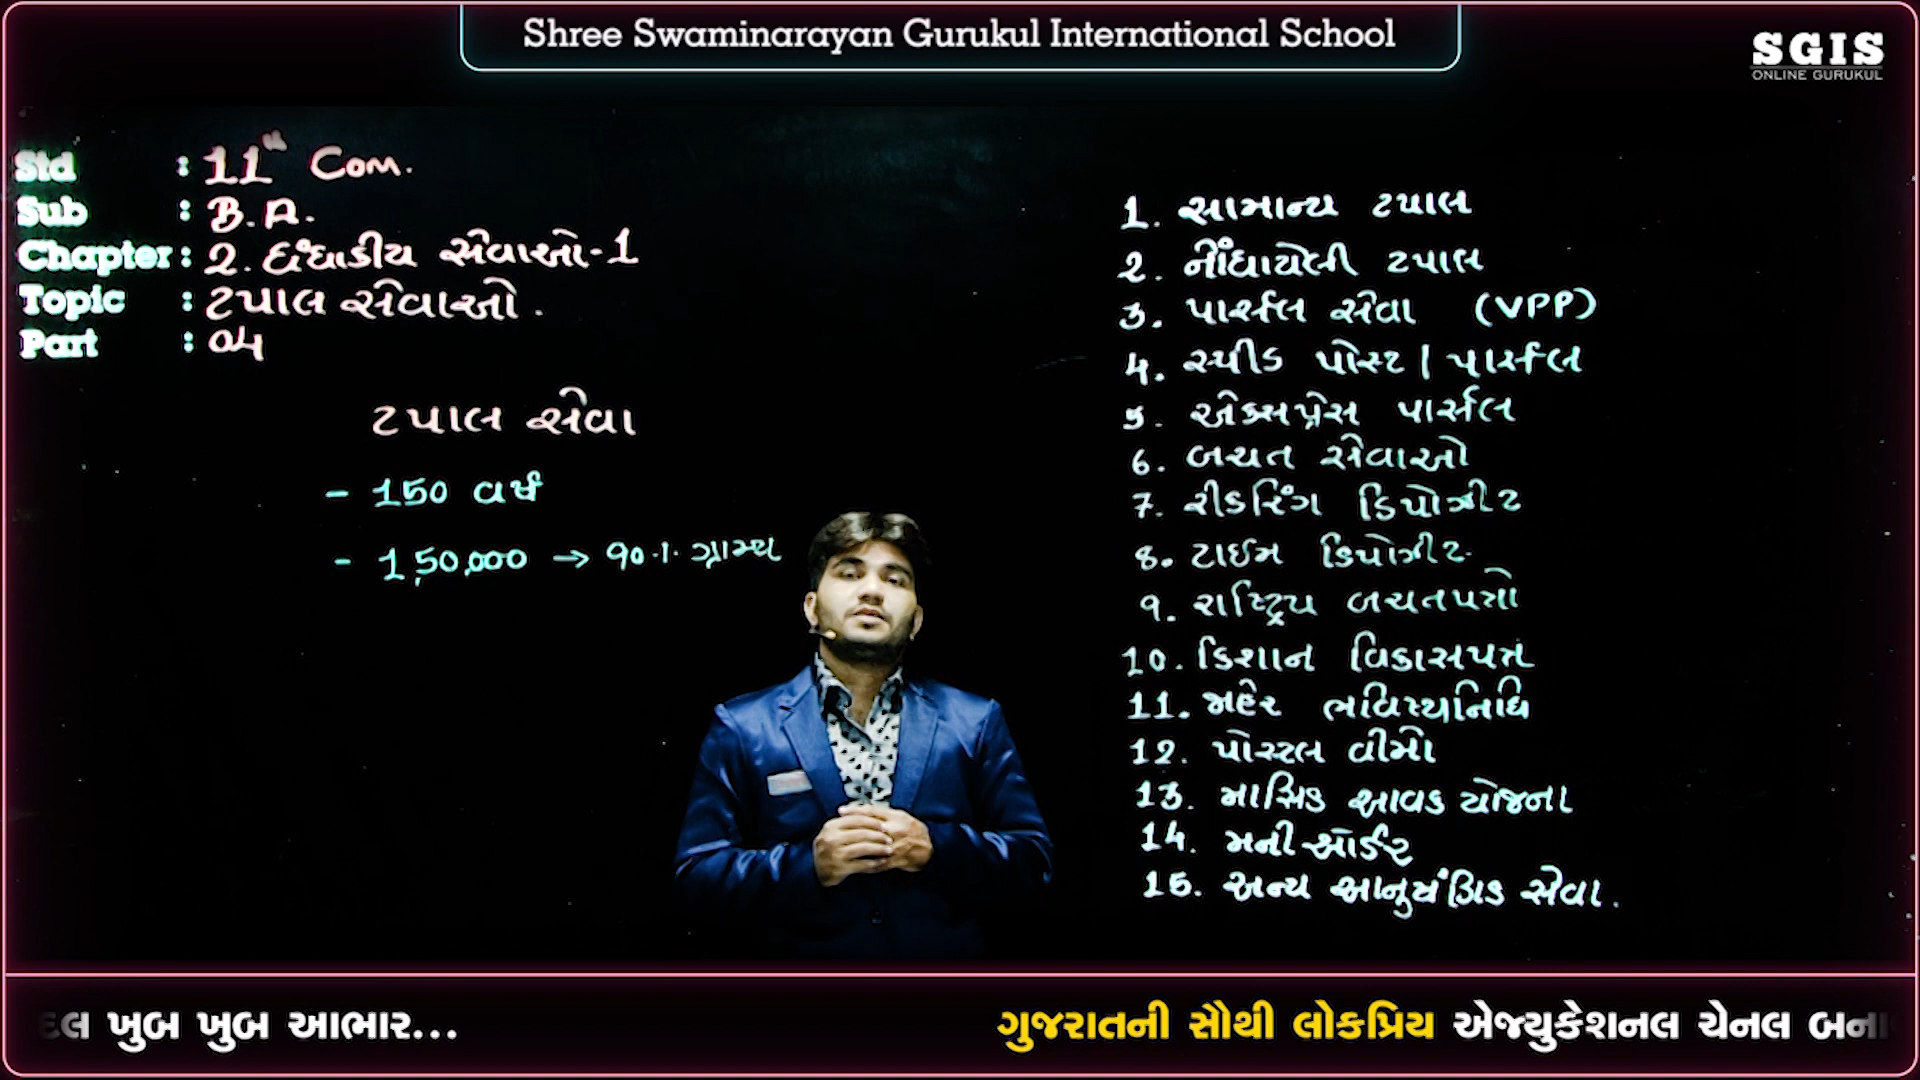 Shree Swaminarayan Gurukul International School
SGIS
ONLINE GURUKUL
Std : 11th Com.
Sub : B.A.
Chapter : 2. ધંધાકીય સેવાઓ-1
Topic : ટપાલ સેવાઓ.
Part : 04
ટપાલ સેવા
- 150 વર્ષ
- 1,50,000 → ૧૦.1. ગ્રામ્ય
1. સામાન્ય ટપાલ
2. નોંધાયેલી ટપાલ
3. પાર્સલ સેવા (VPP)
4. સ્પીડ પોસ્ટ / પાર્સલ
5. એક્સપ્રેસ પાર્સલ
6. બચત સેવાઓ
7. રીકરિંગ ડિપોઝીટ
8. ટાઈમ ડિપોઝીટ
9. રાષ્ટ્રિય બચતપત્રો
10. કિશાન વિકાસપત્ર
11. જાહેર ભવિષ્યનિધિ
12. પોસ્ટલ વીમો
13. માસિક આવક યોજના
14. મની ઓર્ડર
15. અન્ય આનુષંગિક સેવા.
ખુબ ખુબ આભાર...
ગુજરાતની સૌથી લોકપ્રિય એજ્યુકેશનલ ચેનલ